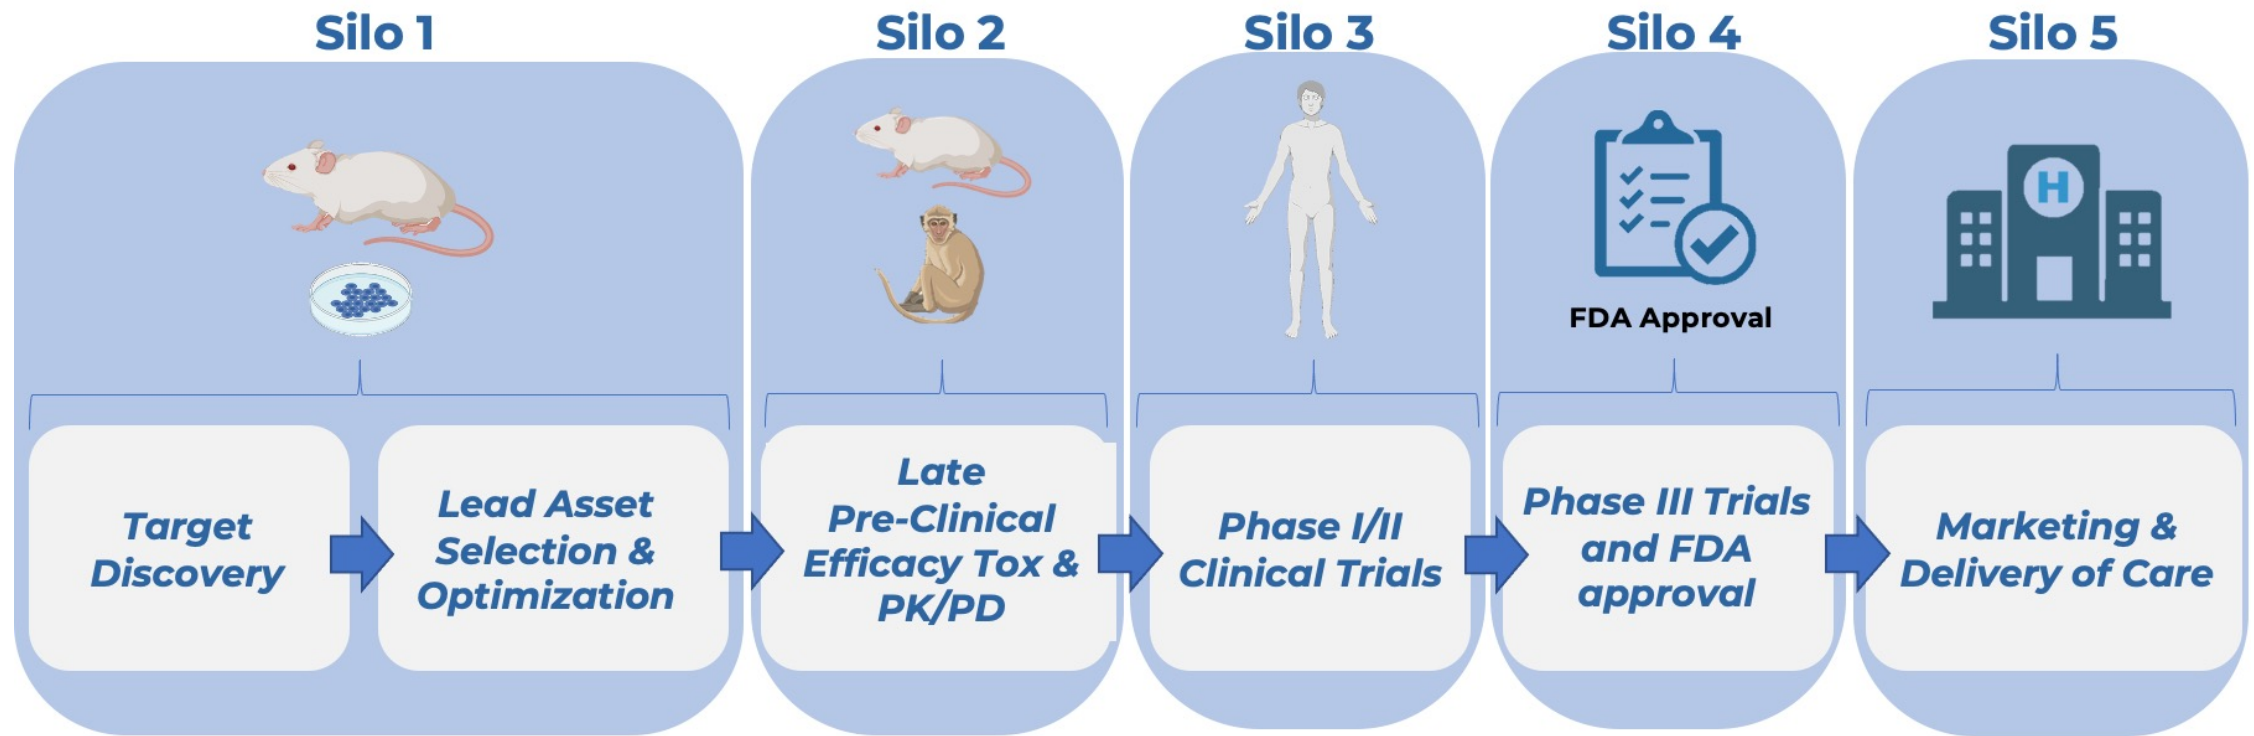 Silo 1
Silo 2
Silo 3
Silo 4
Silo 5
H
FDA Approval
Target
Discovery
Lead Asset
Selection &
Optimization
Late
Pre-Clinical
Efficacy Tox &
PK/PD
Phase I/II
Clinical Trials
Phase III Trials
and FDA
approval
Marketing &
Delivery of Care